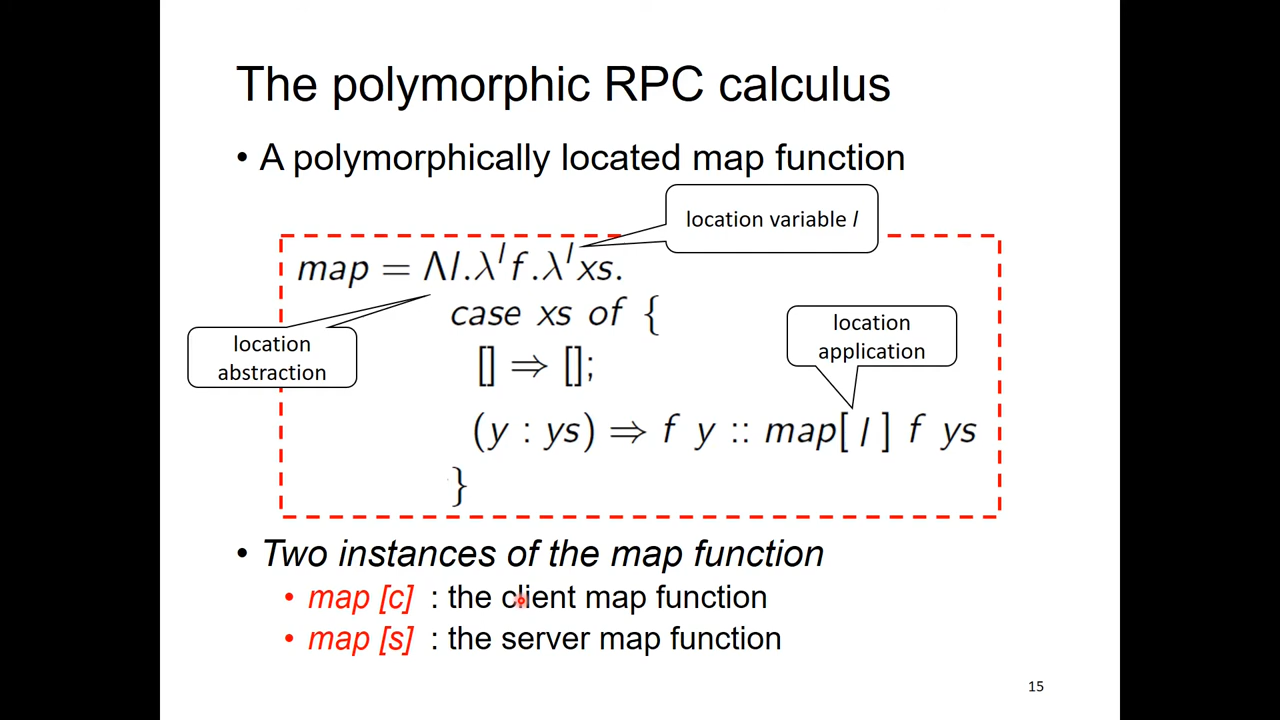 The polymorphic RPC calculus
• A polymorphically located map function
location variable l
map = Λl.λˡf.λˡxs.
location
abstraction
case xs of {
[] ⇒ [];
location
application
(y : ys) ⇒ f y :: map[ l ] f ys
}
• Two instances of the map function
• map [c] : the client map function
• map [s] : the server map function
15